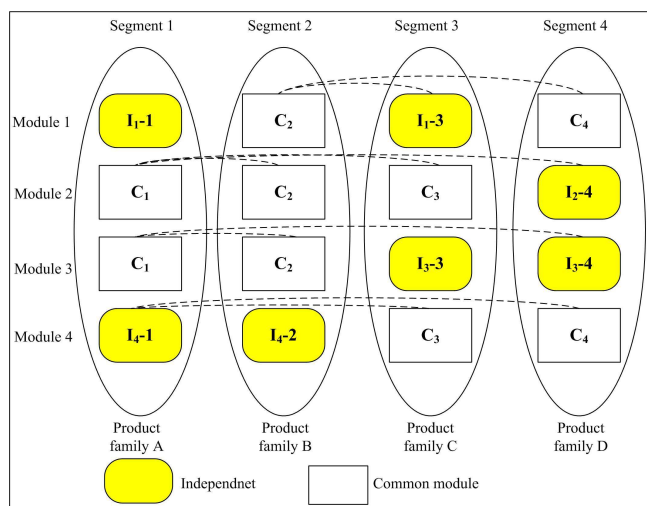 Segment 1 Segment 2 Segment 3 Segment 4
Module 1 I₁-1 C₂ I₁-3 C₄
Module 2 C₁ C₂ C₃ I₂-4
Module 3 C₁ C₂ I₃-3 I₃-4
Module 4 I₄-1 I₄-2 C₃ C₄
Product family A
Product family B
Product family C
Product family D
Independnet Common module